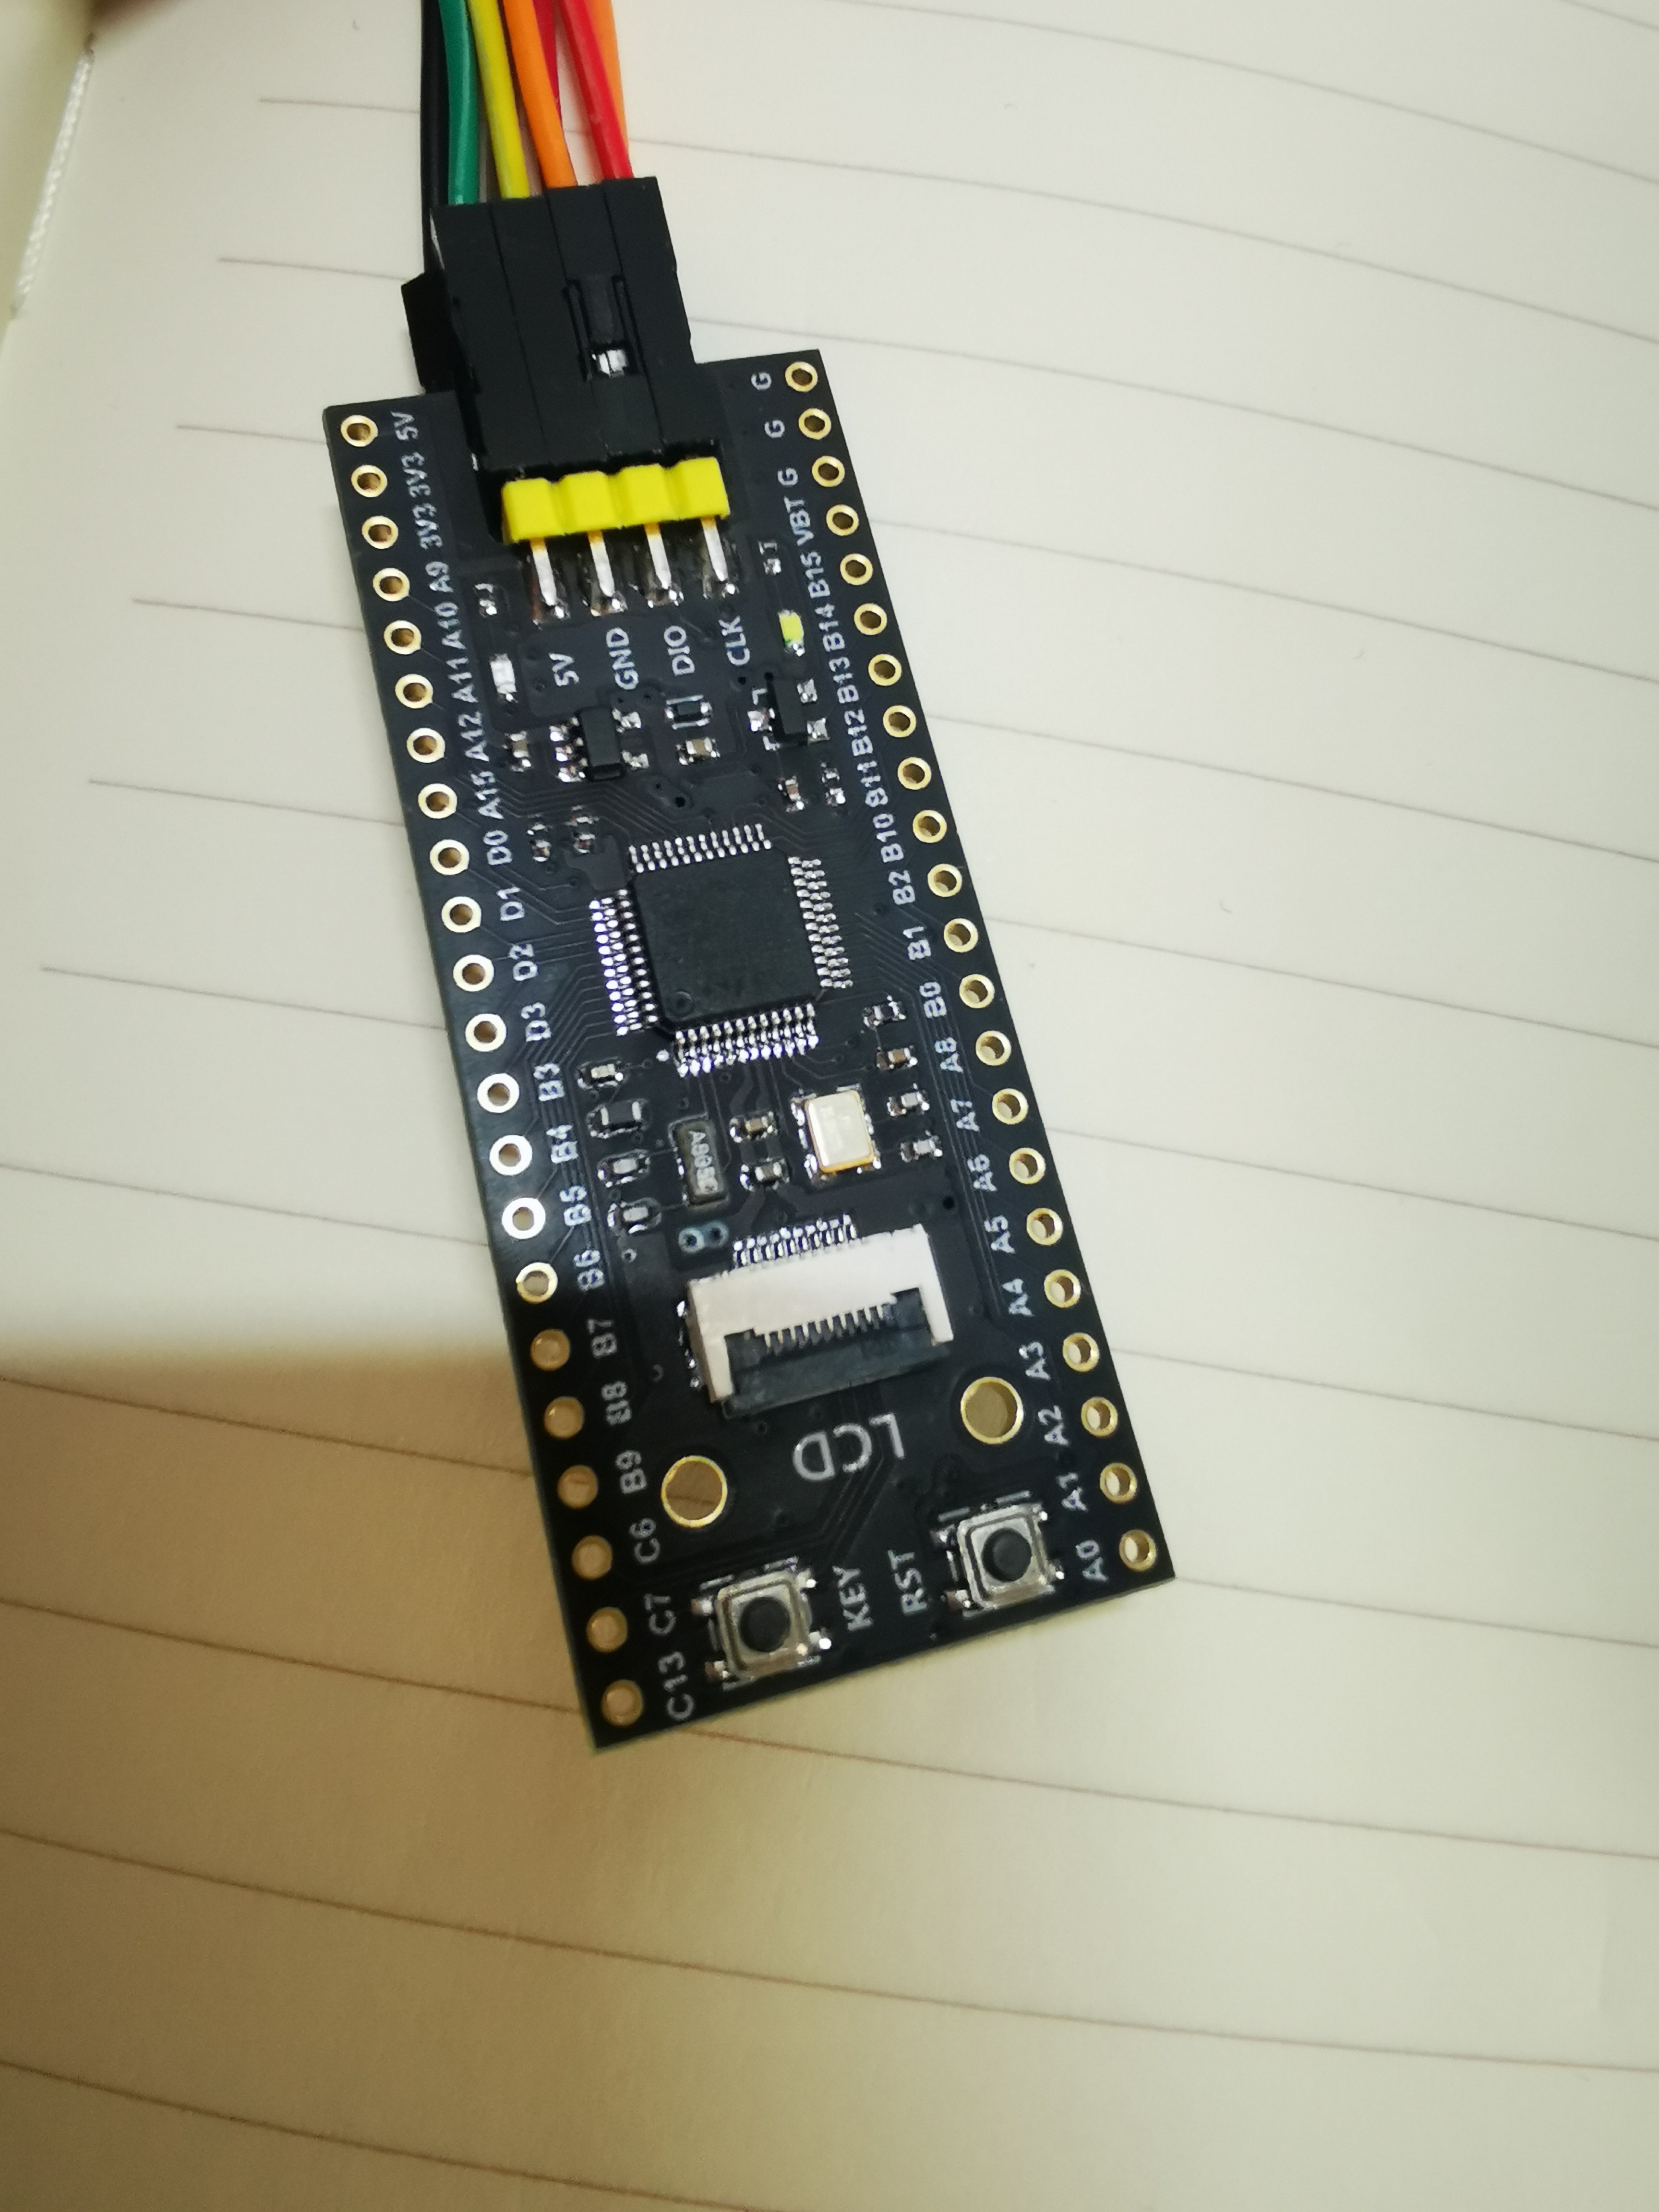 5V
3V3
3V3
A9
A10
A11
A12
A15
D0
D1
D2
D3
B3
B4
B5
B6
B7
B8
B9
C6
C7
C13
5V
GND
DIO
CLK
G
G
G
VBT
B15
B14
B13
B12
B11
B10
B2
B1
B0
A8
A7
A6
A5
A4
A3
A2
A1
A0
LCD
KEY
RST